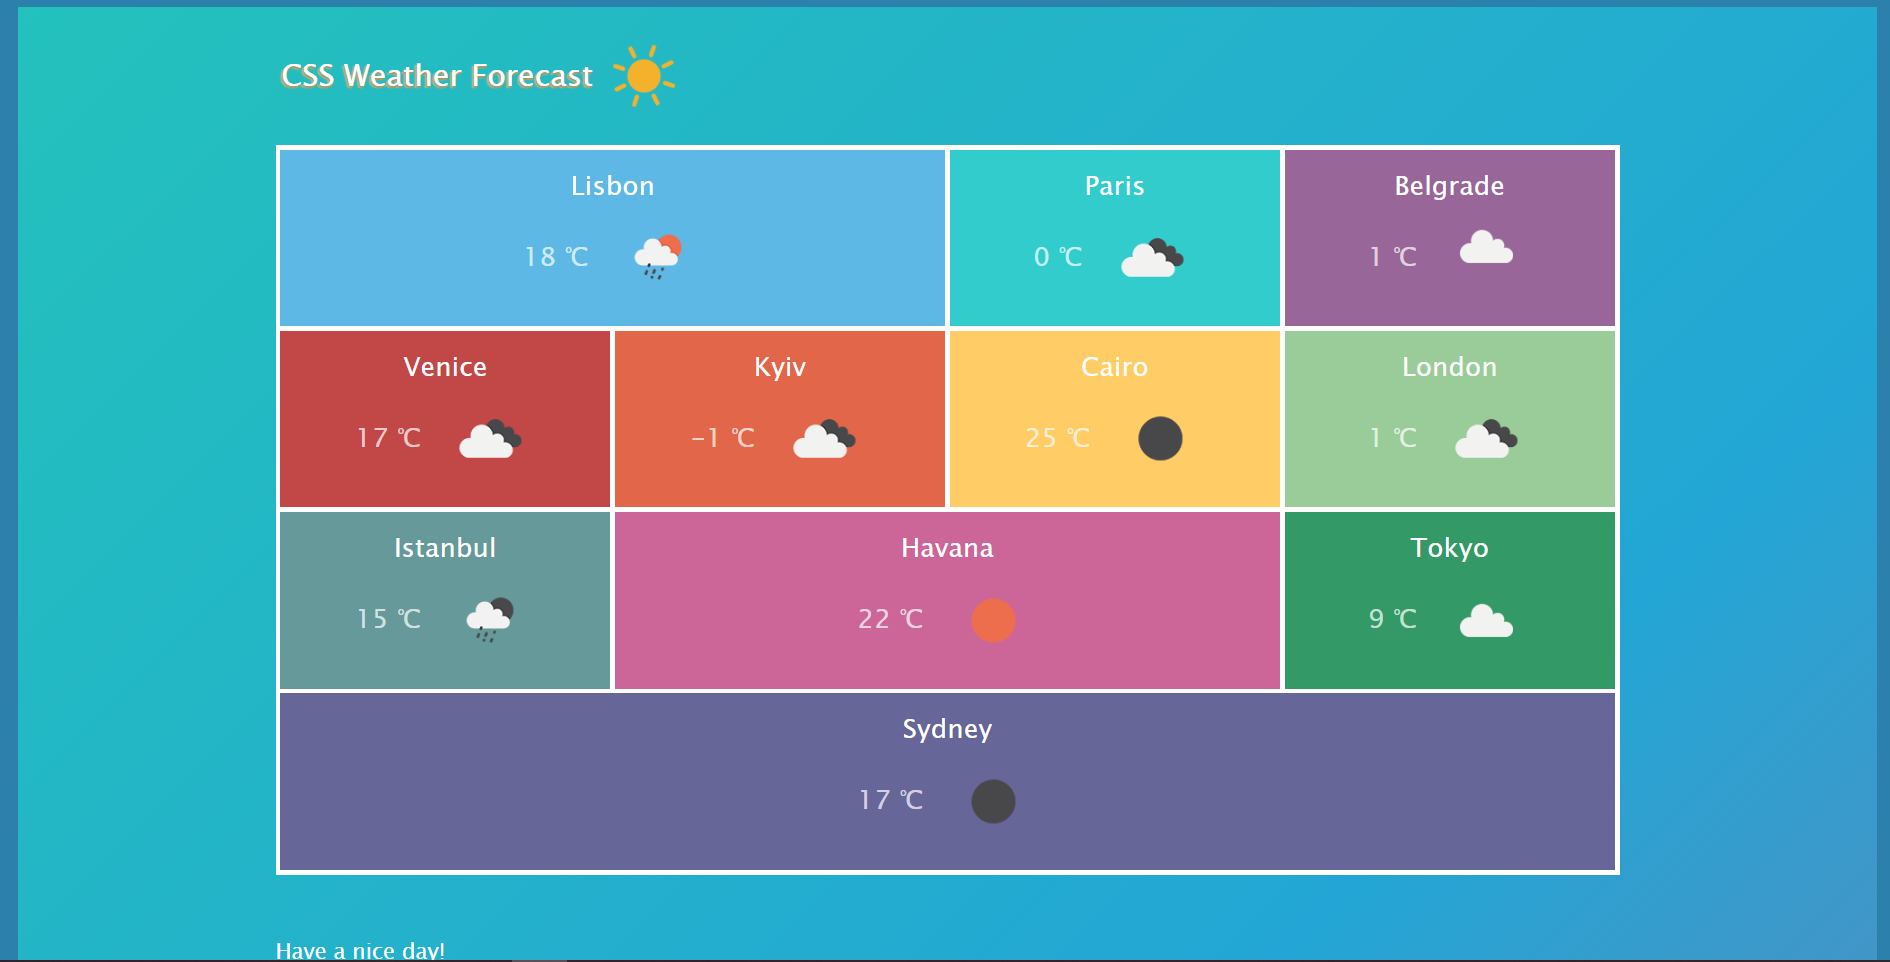 CSS Weather Forecast
Lisbon
18 ℃
Paris
0 ℃
Belgrade
1 ℃
Venice
17 ℃
Kyiv
-1 ℃
Cairo
25 ℃
London
1 ℃
Istanbul
15 ℃
Havana
22 ℃
Tokyo
9 ℃
Sydney
17 ℃
Have a nice day!